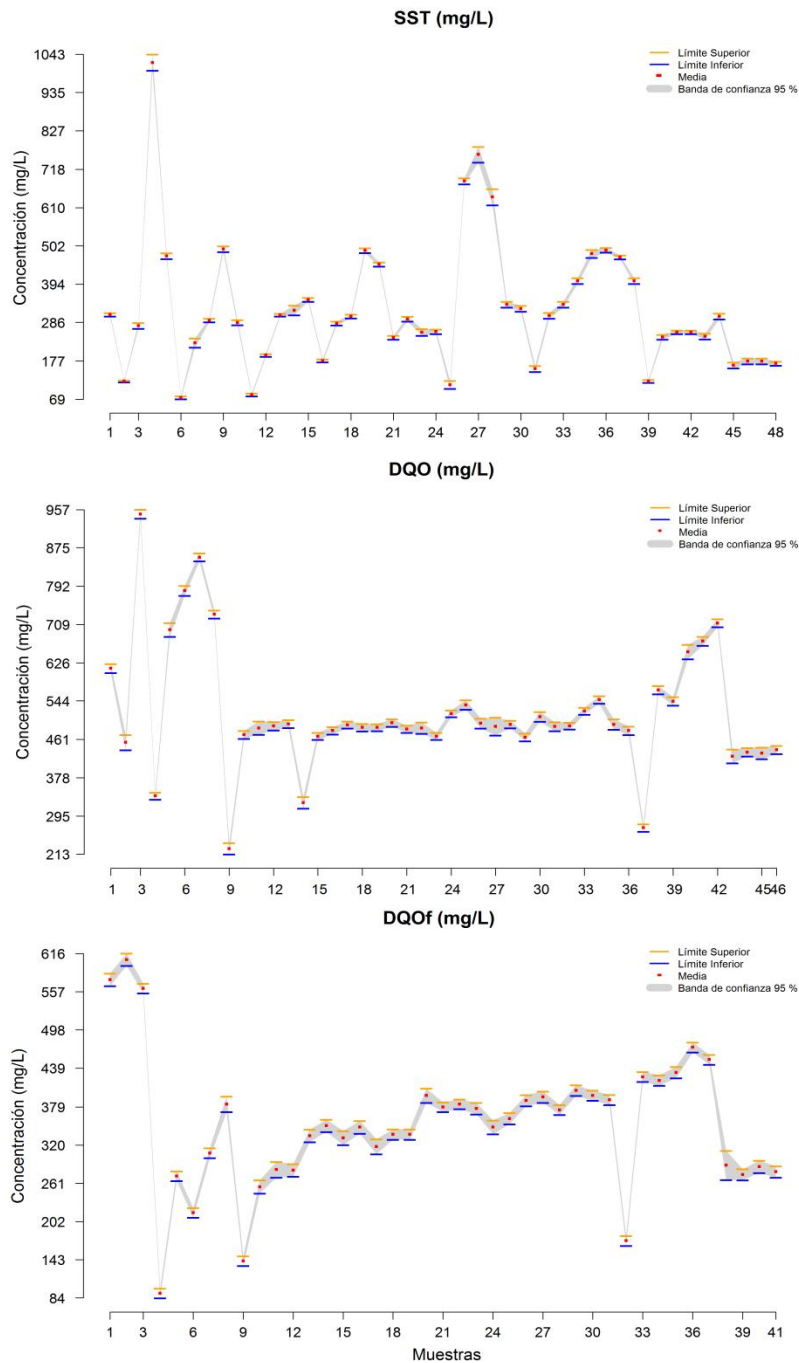 SST (mg/L)
Límite Superior
Límite Inferior
Media
Banda de confianza 95 %
Concentración (mg/L)
1043
935
827
718
610
502
394
286
177
69
1 3 6 9 12 15 18 21 24 27 30 33 36 39 42 45 48
DQO (mg/L)
Límite Superior
Límite Inferior
Media
Banda de confianza 95 %
Concentración (mg/L)
957
875
792
709
626
544
461
378
295
213
1 3 6 9 12 15 18 21 24 27 30 33 36 39 42 4546
DQOf (mg/L)
Límite Superior
Límite Inferior
Media
Banda de confianza 95 %
Concentración (mg/L)
616
557
498
439
379
320
261
202
143
84
1 3 6 9 12 15 18 21 24 27 30 33 36 39 41
Muestras